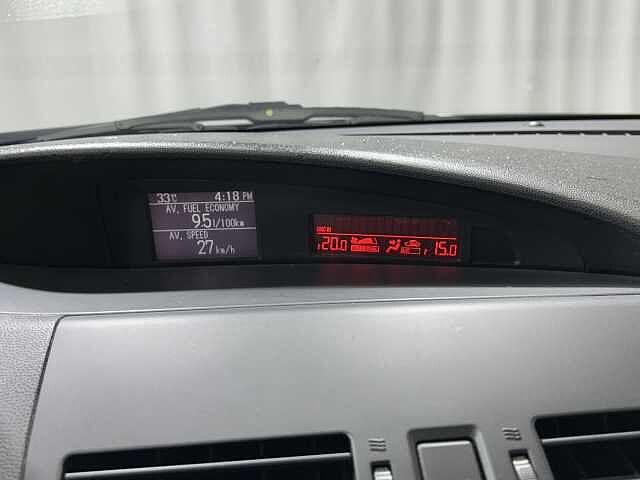 33°C 4:18 PM
AV. FUEL ECONOMY
9.5 l/100km
AV. SPEED
27 km/h
20.0 15.0